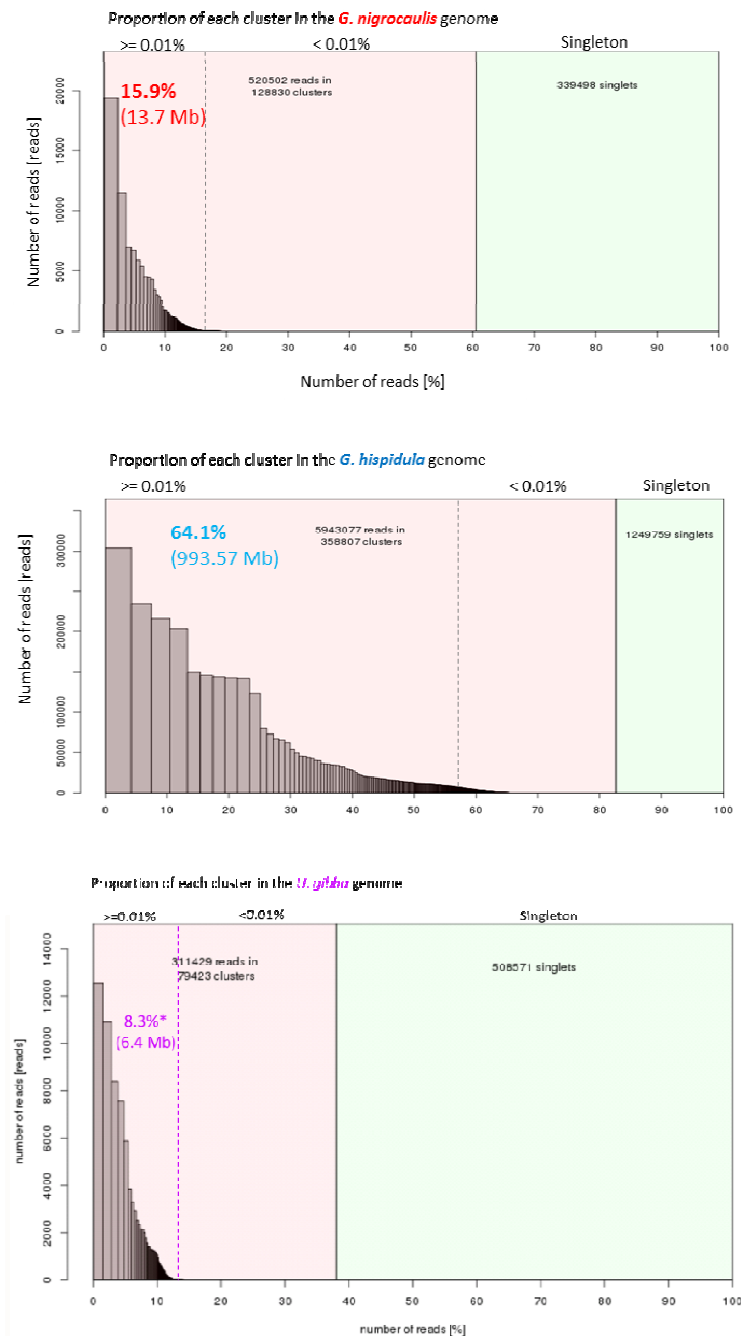 Proportion of each cluster in the G. nigrocaulis genome
>= 0.01% < 0.01% Singleton
15.9%
(13.7 Mb)
520502 reads in
128830 clusters
339498 singlets
Number of reads [reads]
0 5000 10000 15000 20000
0 10 20 30 40 50 60 70 80 90 100
Number of reads [%]
Proportion of each cluster in the G. hispidula genome
>= 0.01% < 0.01% Singleton
64.1%
(993.57 Mb)
5943077 reads in
358807 clusters
1249759 singlets
Number of reads [reads]
0 50000 100000 200000 300000
0 10 20 30 40 50 60 70 80 90 100
Proportion of each cluster in the U. gibba genome
>=0.01% <0.01% Singleton
311429 reads in
79423 clusters
508571 singlets
8.3%*
(6.4 Mb)
number of reads [reads]
0 2000 4000 6000 8000 10000 12000 14000
0 10 20 30 40 50 60 70 80 90 100
number of reads [%]